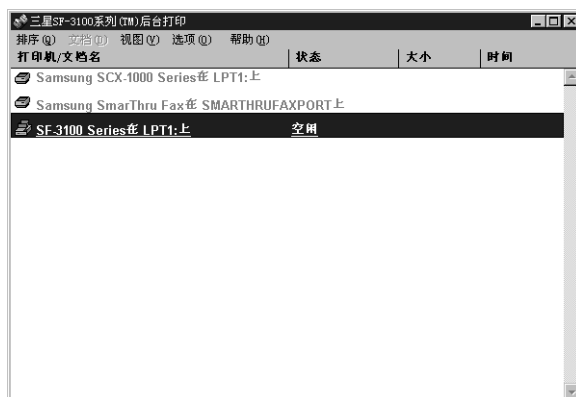 三星SF-3100系列(TM)后台打印
排序(Q) 文档(D) 视图(V) 选项(O) 帮助(H)
打印机/文档名 状态 大小 时间
Samsung SCX-1000 Series在 LPT1:上
Samsung SmarThru Fax在 SMARTHRUFAXPORT上
SF-3100 Series在 LPT1:上 空闲